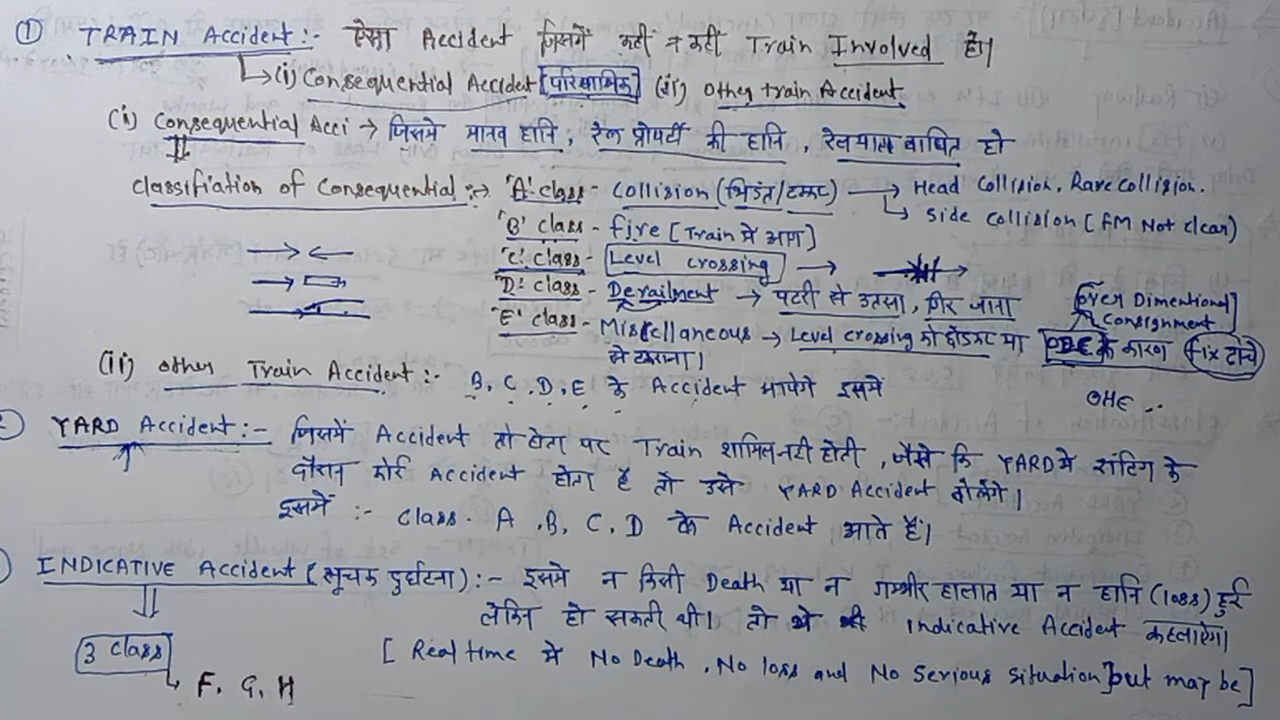 ① TRAIN Accident :- ऐसा Accident जिसमें कहीं न कहीं Train Involved हो।
↳ (i) Consequential Accident [परिणामिक] (ii) Other train Accident
(i) Consequential Acci → जिसमे मानव हानि, रेल प्रोपर्टी की हानि, रेलयाता बाधित हो
Classifiation of Consequential :→ 'A' class - Collision (भिडंत/टक्कर) → Head Collision, Rare Collision.
↳ Side Collision [FM Not clear)
'B' class - fire [Train मे आग]
'C' class - Level crossing →
'D' class - Derailment → पटरी से उतरना, गिर जाना
[Over Dimentional Consignment]
'E' class - Miscellaneous → Level crossing को छोडकर या ODC के कारण (fix ढांचे)
से टकराना।
OHE ..
(ii) other Train Accident :- B, C, D, E के Accident आयेगे इसमे
YARD Accident :- जिसमें Accident तो होगा पर Train शामिल नही होती, जैसे कि YARD मे शंटिग के
दौरान कोई Accident होता है तो उसे YARD Accident बोलेंगे।
इसमें :- Class. A, B, C, D के Accident आते हैं।
INDICATIVE Accident (सूचक दुर्घटना) :- इसमे न किसी Death या न गम्भीर हालात या न हानि (loss) हुई
लेकिन हो सकती थी। तो Indicative Accident कहलाऐगा।
3 class
[Real time मे No Death, No loss and No Serious situation] but may be]
↳ F, G, H